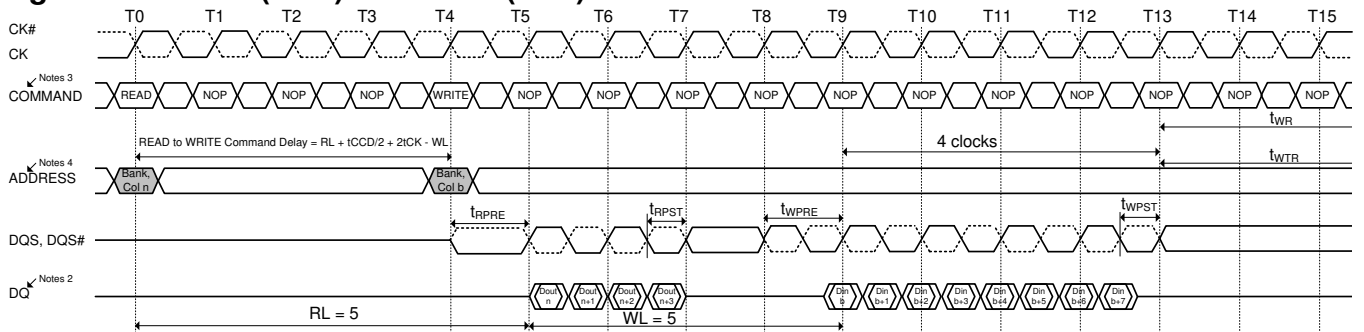 T0 T1 T2 T3 T4 T5 T6 T7 T8 T9 T10 T11 T12 T13 T14 T15
CK#
CK
Notes 3
COMMAND READ NOP NOP NOP WRITE NOP NOP NOP NOP NOP NOP NOP NOP NOP NOP NOP
tWR
READ to WRITE Command Delay = RL + tCCD/2 + 2tCK - WL
4 clocks
tWTR
Notes 4
ADDRESS
Bank, Col n
Bank, Col b
tRPRE tRPST tWPRE tWPST
DQS, DQS#
Notes 2
DQ
Dout n
Dout n+1
Dout n+2
Dout n+3
Din b
Din b+1
Din b+2
Din b+3
Din b+4
Din b+5
Din b+6
Din b+7
RL = 5 WL = 5